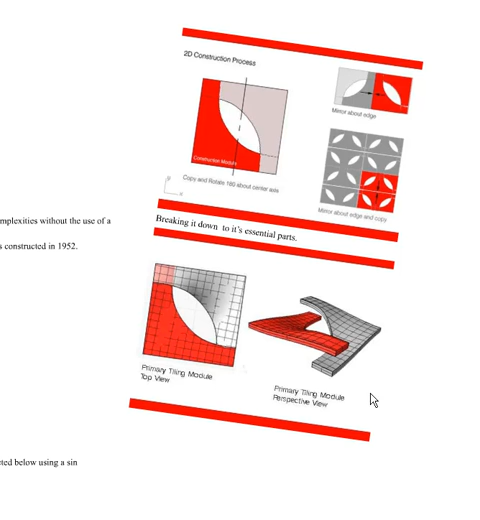 2D Construction Process
Construction Module
Copy and Rotate 180 about center axis
Mirror about edge
Mirror about edge and copy
mplexities without the use of a
Breaking it down to it's essential parts.
s constructed in 1952.
Primary Tiling Module
Top View
Primary Tiling Module
Perspective View
cted below using a sin